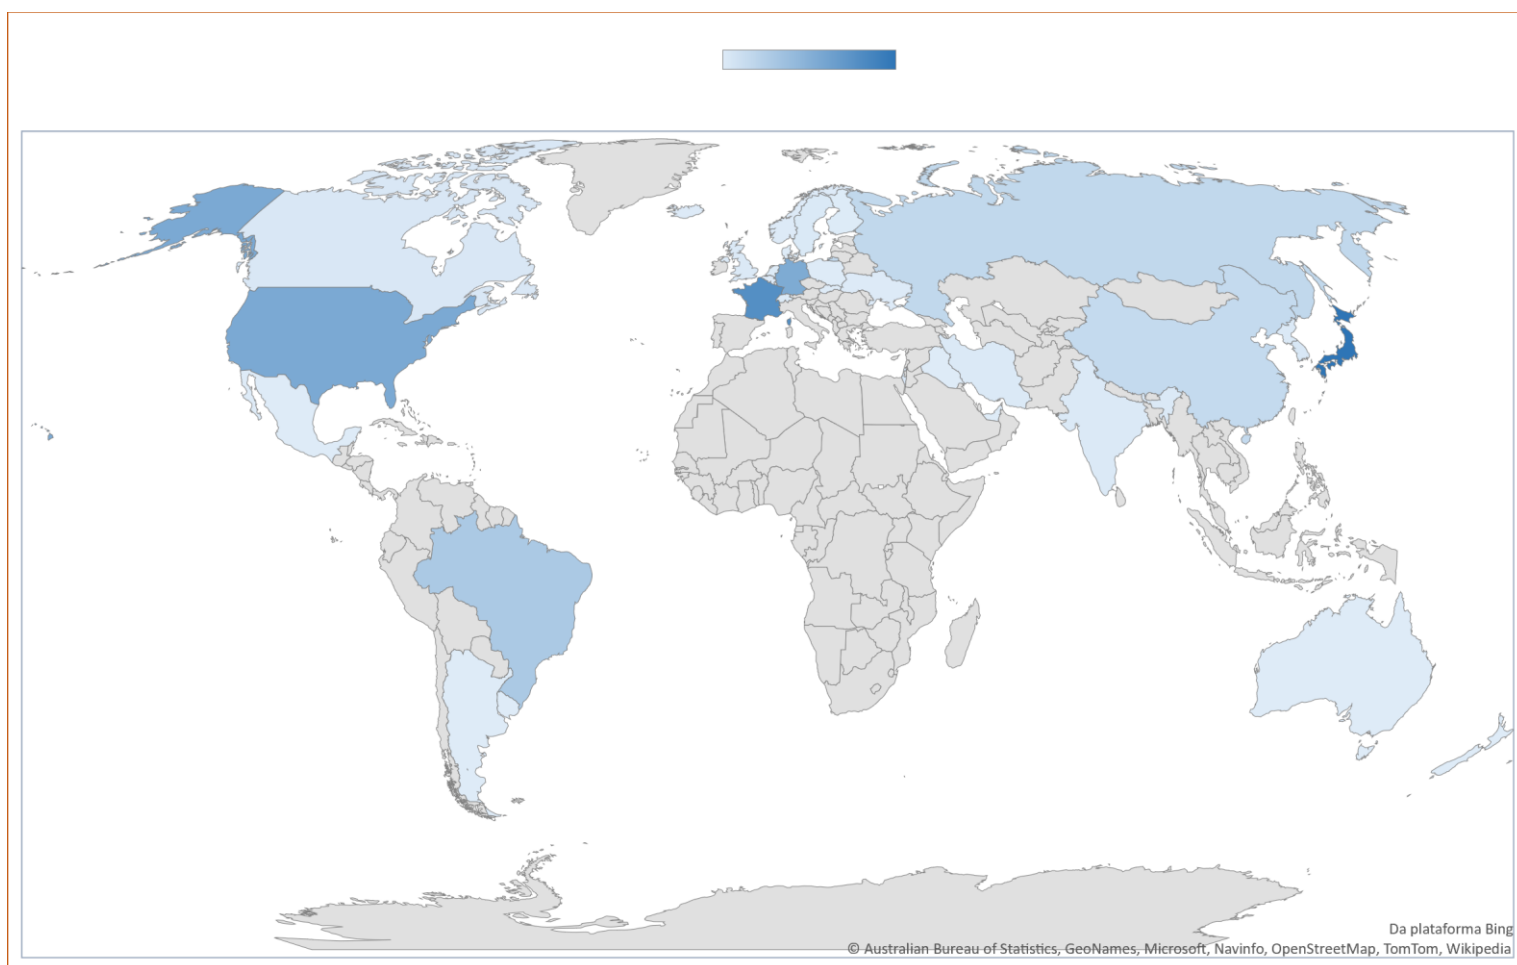 Da plataforma Bing
© Australian Bureau of Statistics, GeoNames, Microsoft, Navinfo, OpenStreetMap, TomTom, Wikipedia